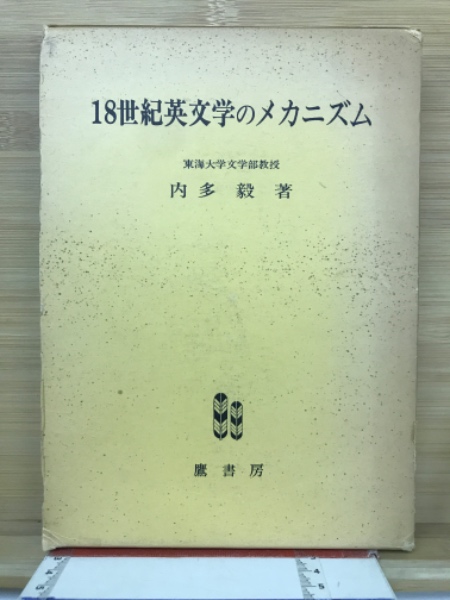 18世紀英文学のメカニズム
東海大学文学部教授
内多 毅 著
鷹書房